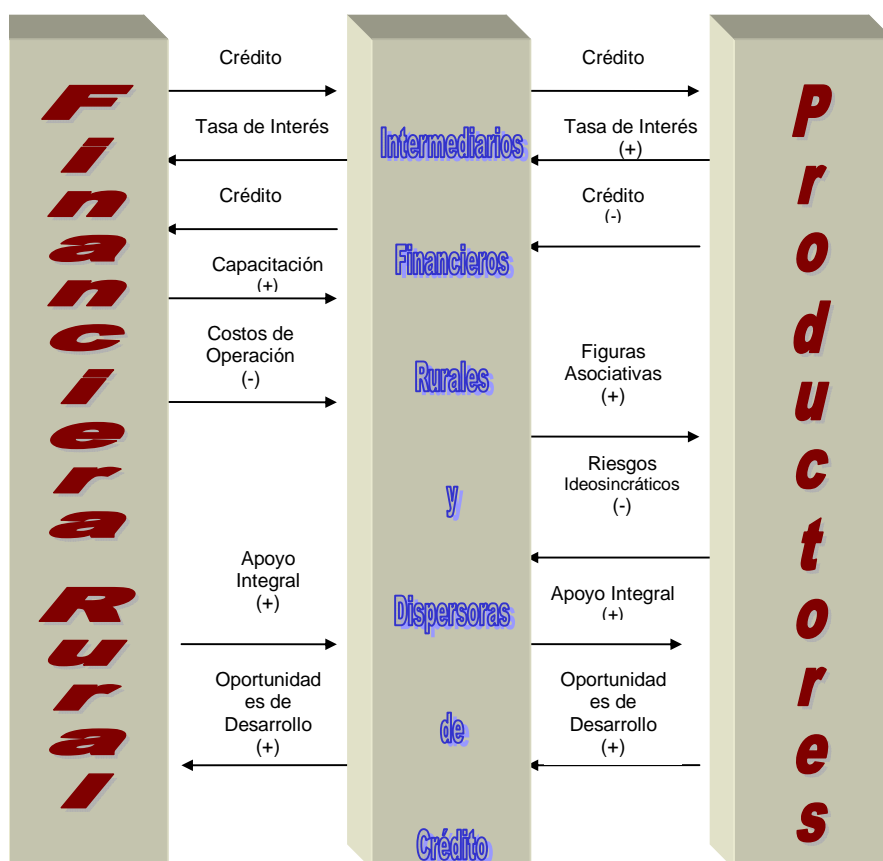 Financiera Rural
Crédito
Tasa de Interés
Crédito
Capacitación
(+)
Costos de
Operación
(-)
Apoyo
Integral
(+)
Oportunidad
es de
Desarrollo
(+)
Intermediarios
Financieros
Rurales
y
Dispersoras
de
Crédito
Crédito
Tasa de Interés
(+)
Crédito
(-)
Figuras
Asociativas
(+)
Riesgos
Ideosincráticos
(-)
Apoyo Integral
(+)
Oportunidad
es de
Desarrollo
(+)
Productores